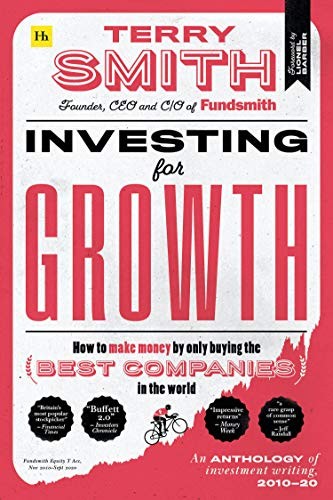 Hh
TERRY
SMITH
Foreword by
LIONEL
BARBER
Founder, CEO and CIO of Fundsmith
INVESTING
for
GROWTH
How to make money by only buying the
(BEST COMPANIES)
in the world
"Britain's
most popular
stockpicker"
– Financial
Times
"Buffett
2.0"
– Investors
Chronicle
"Impressive
returns"
– Money
Week
"a rare
grasp of
common
sense"
– Jeff
Randall
Fundsmith Equity T Acc,
Nov 2010-Sept 2020
An ANTHOLOGY of
investment writing,
2010–20